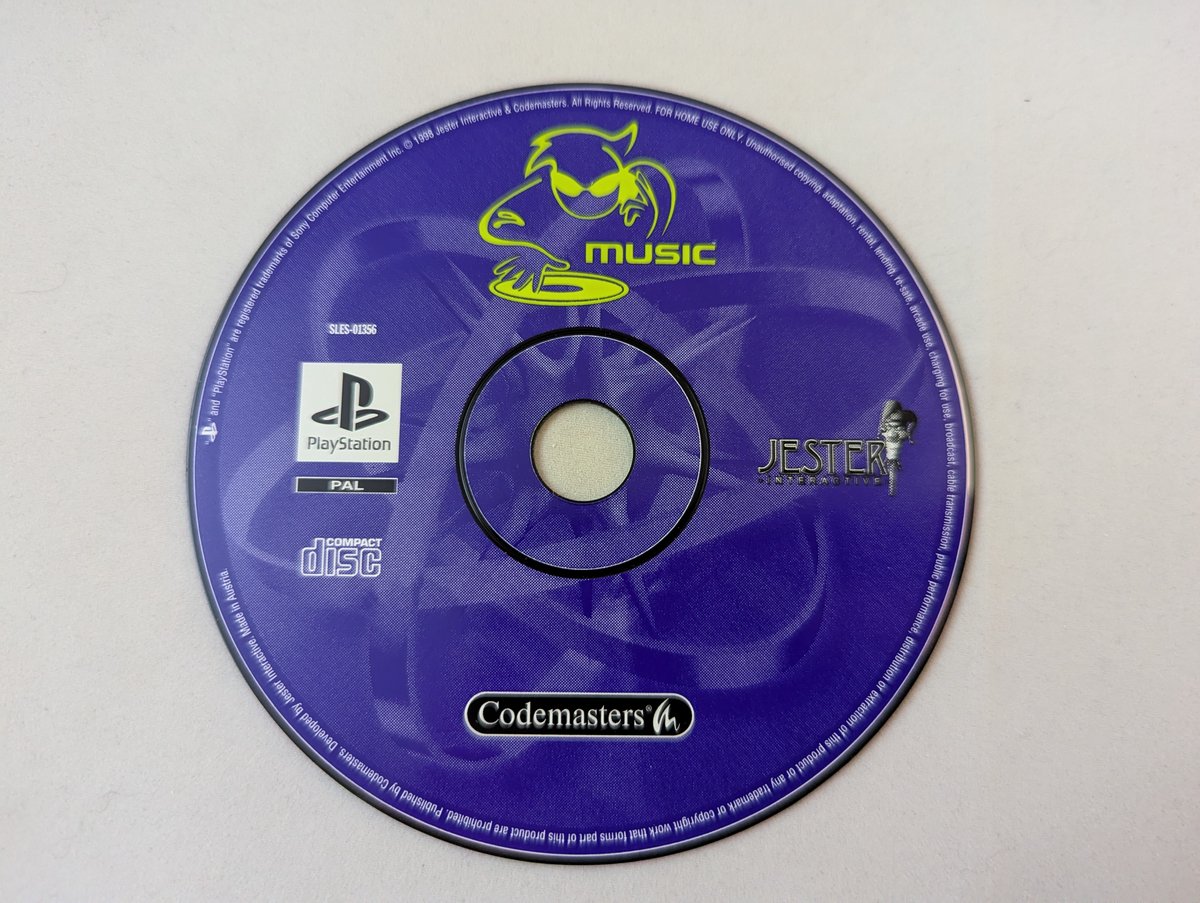 "PS" and "PlayStation" are registered trademarks of Sony Computer Entertainment Inc. © 1998 Jester Interactive & Codemasters. All Rights Reserved. FOR HOME USE ONLY. Unauthorised copying, adaptation, rental, lending, re-sale, arcade use, charging for use, broadcast, cable transmission, public performance, distribution or extraction of this product or any trademark or copyright work that forms part of this product are prohibited. Published by Codemasters. Developed by Jester Interactive. Made in Austria.
MUSIC
SLES-01356
PlayStation
PAL
COMPACT
disc
JESTER
INTERACTIVE
Codemasters®